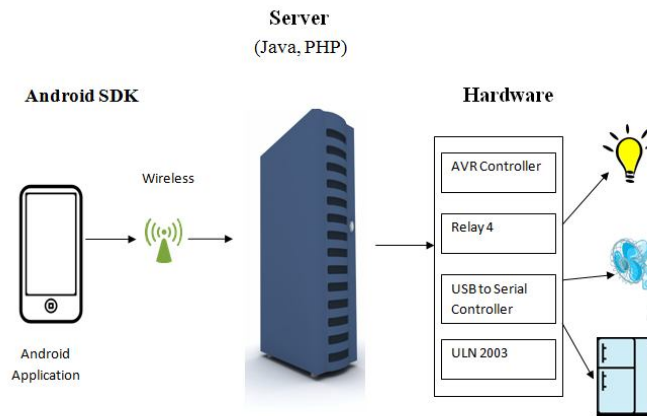 Server
(Java, PHP)
Android SDK
Hardware
Wireless
AVR Controller
Relay 4
USB to Serial
Controller
ULN 2003
Android
Application